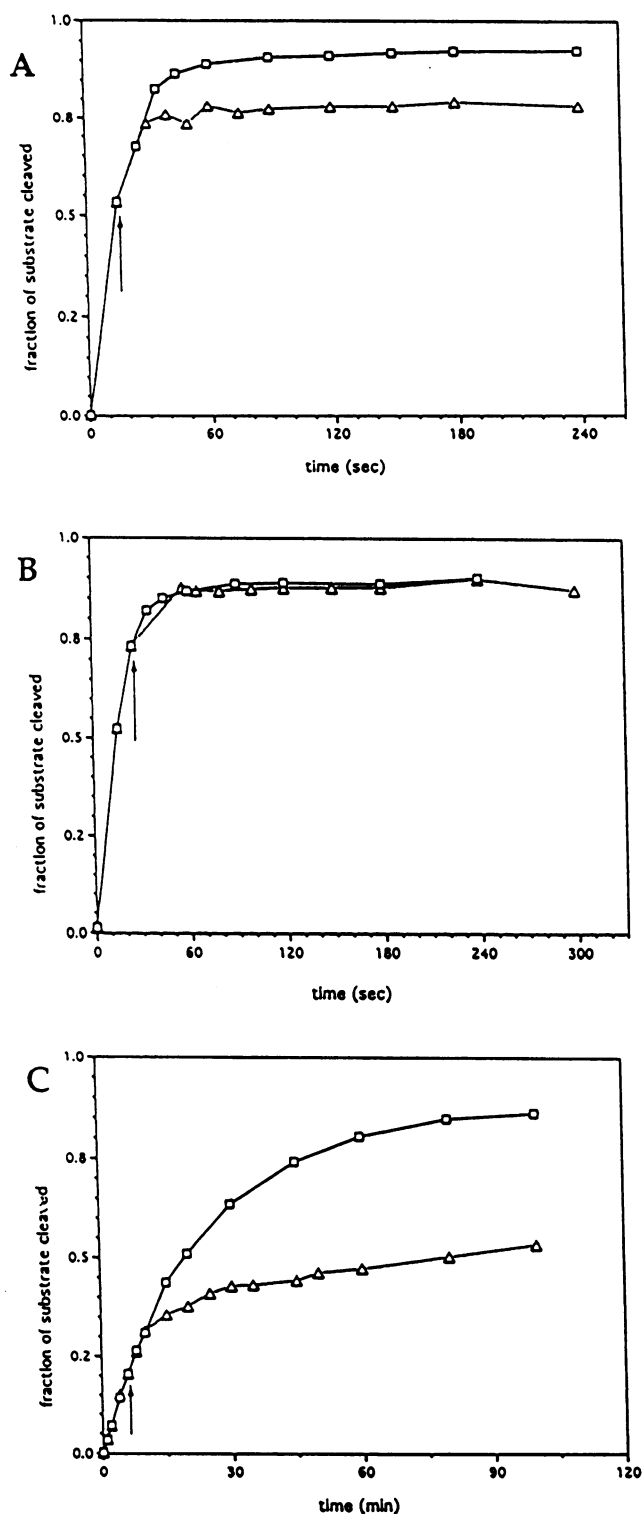 A
fraction of substrate cleaved
1.0
0.8
0.5
0.2
0.0
0 60 120 180 240
time (sec)
B
fraction of substrate cleaved
1.0
0.8
0.5
0.2
0.0
0 60 120 180 240 300
time (sec)
C
fraction of substrate cleaved
1.0
0.8
0.5
0.2
0.0
0 30 60 90 120
time (min)